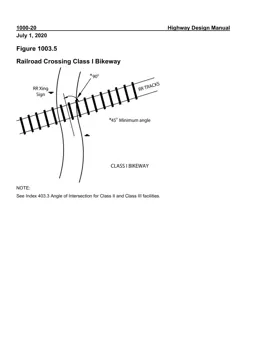 1000-20 Highway Design Manual
July 1, 2020
Figure 1003.5
Railroad Crossing Class I Bikeway
*90°
RR Xing
Sign
RR TRACKS
*45° Minimum angle
CLASS I BIKEWAY
NOTE:
See Index 403.3 Angle of Intersection for Class II and Class III facilities.